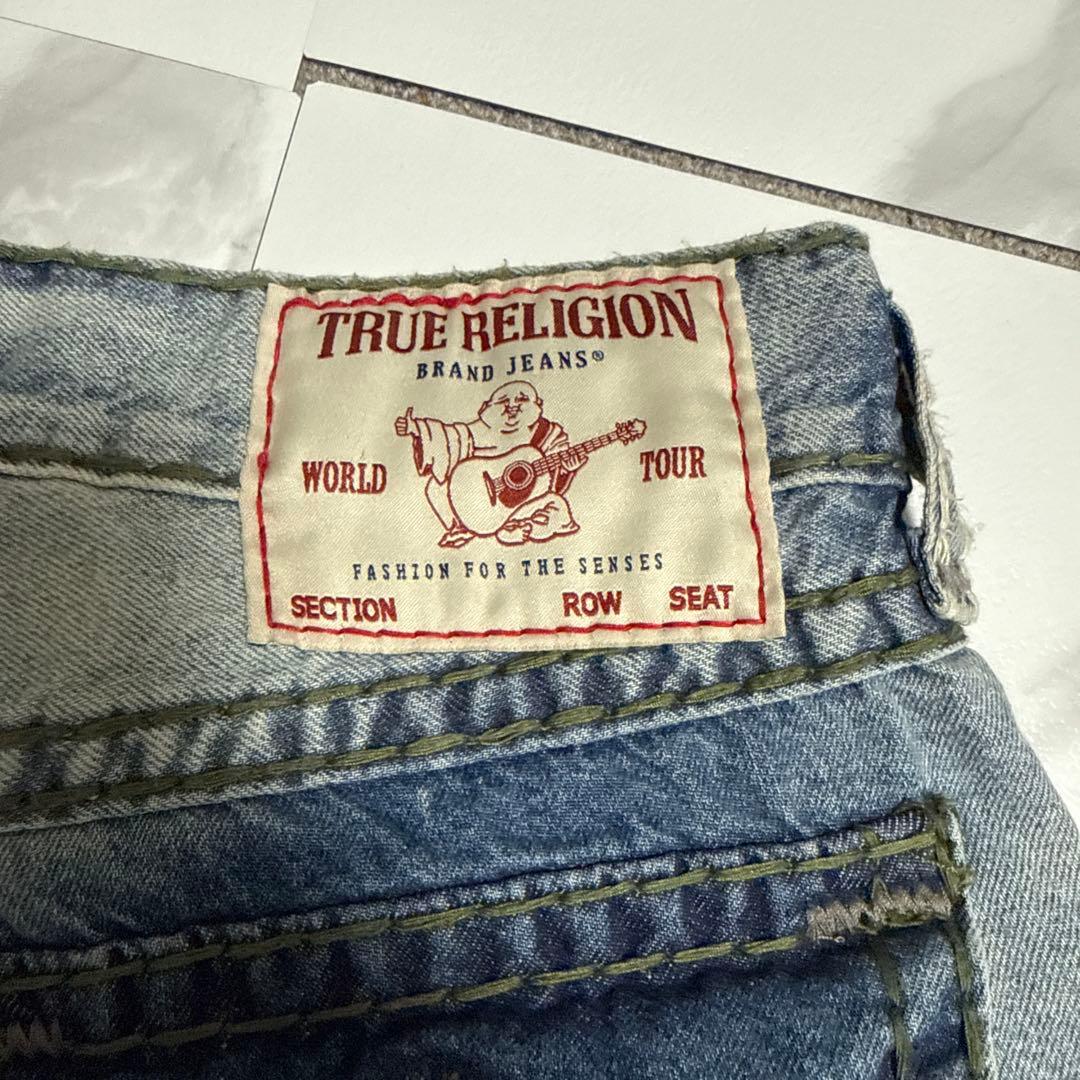 TRUE RELIGION
BRAND JEANS®
WORLD TOUR
FASHION FOR THE SENSES
SECTION ROW SEAT